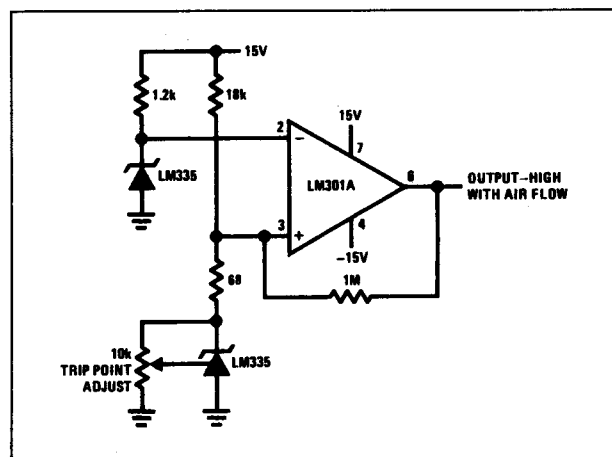 15V
1.2k
18k
2
−
15V
7
LM335
LM301A
6
OUTPUT–HIGH
WITH AIR FLOW
3
+
4
−15V
68
1M
10k
TRIP POINT
ADJUST
LM335